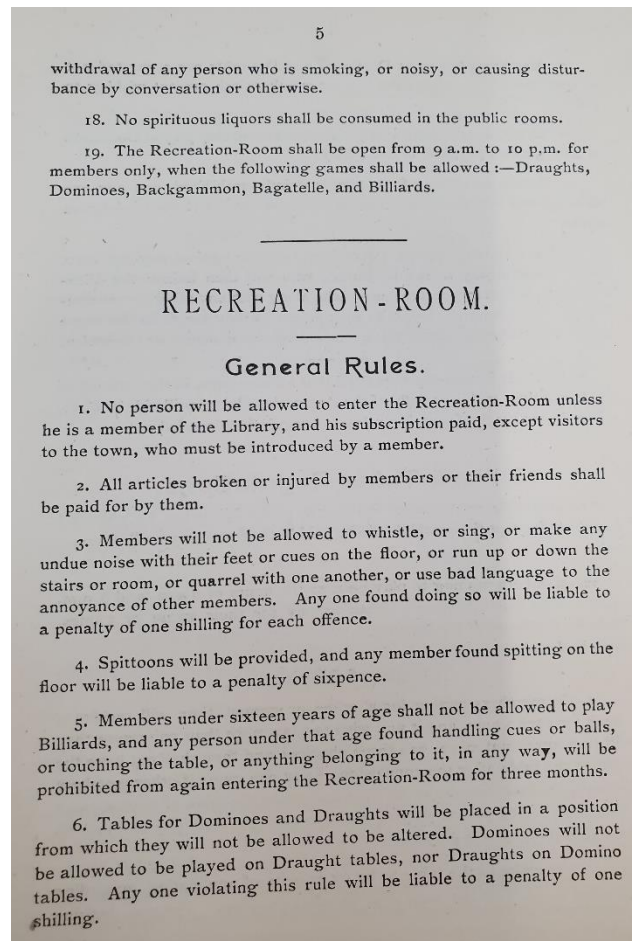 5
withdrawal of any person who is smoking, or noisy, or causing distur-
bance by conversation or otherwise.
18. No spirituous liquors shall be consumed in the public rooms.
19. The Recreation-Room shall be open from 9 a.m. to 10 p.m. for
members only, when the following games shall be allowed :—Draughts,
Dominoes, Backgammon, Bagatelle, and Billiards.
RECREATION-ROOM.
General Rules.
1. No person will be allowed to enter the Recreation-Room unless
he is a member of the Library, and his subscription paid, except visitors
to the town, who must be introduced by a member.
2. All articles broken or injured by members or their friends shall
be paid for by them.
3. Members will not be allowed to whistle, or sing, or make any
undue noise with their feet or cues on the floor, or run up or down the
stairs or room, or quarrel with one another, or use bad language to the
annoyance of other members. Any one found doing so will be liable to
a penalty of one shilling for each offence.
4. Spittoons will be provided, and any member found spitting on the
floor will be liable to a penalty of sixpence.
5. Members under sixteen years of age shall not be allowed to play
Billiards, and any person under that age found handling cues or balls,
or touching the table, or anything belonging to it, in any way, will be
prohibited from again entering the Recreation-Room for three months.
6. Tables for Dominoes and Draughts will be placed in a position
from which they will not be allowed to be altered. Dominoes will not
be allowed to be played on Draught tables, nor Draughts on Domino
tables. Any one violating this rule will be liable to a penalty of one
shilling.